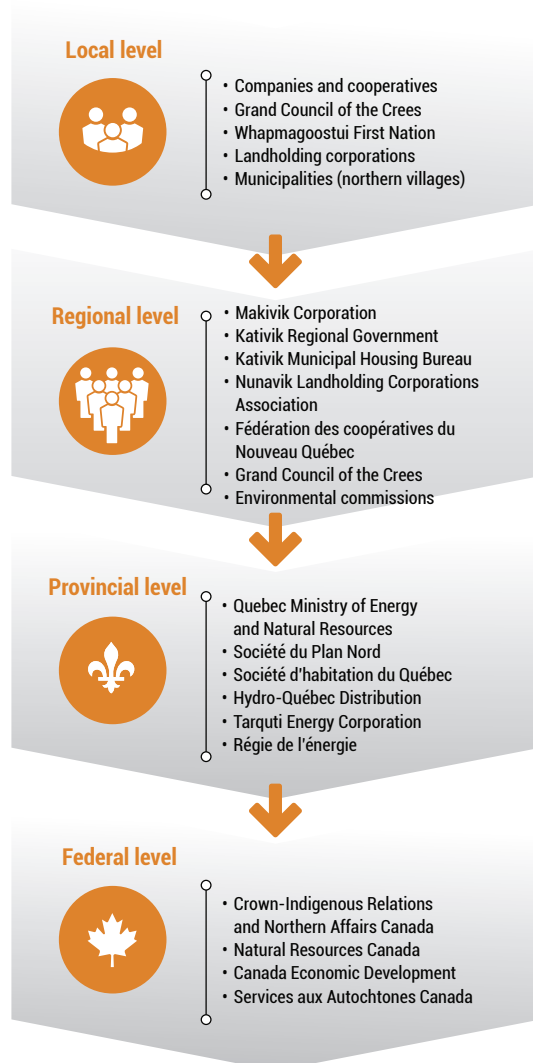 Local level
• Companies and cooperatives
• Grand Council of the Crees
• Whapmagoostui First Nation
• Landholding corporations
• Municipalities (northern villages)
Regional level
• Makivik Corporation
• Kativik Regional Government
• Kativik Municipal Housing Bureau
• Nunavik Landholding Corporations
Association
• Fédération des coopératives du
Nouveau Québec
• Grand Council of the Crees
• Environmental commissions
Provincial level
• Quebec Ministry of Energy
and Natural Resources
• Société du Plan Nord
• Société d'habitation du Québec
• Hydro-Québec Distribution
• Tarquti Energy Corporation
• Régie de l'énergie
Federal level
• Crown-Indigenous Relations
and Northern Affairs Canada
• Natural Resources Canada
• Canada Economic Development
• Services aux Autochtones Canada